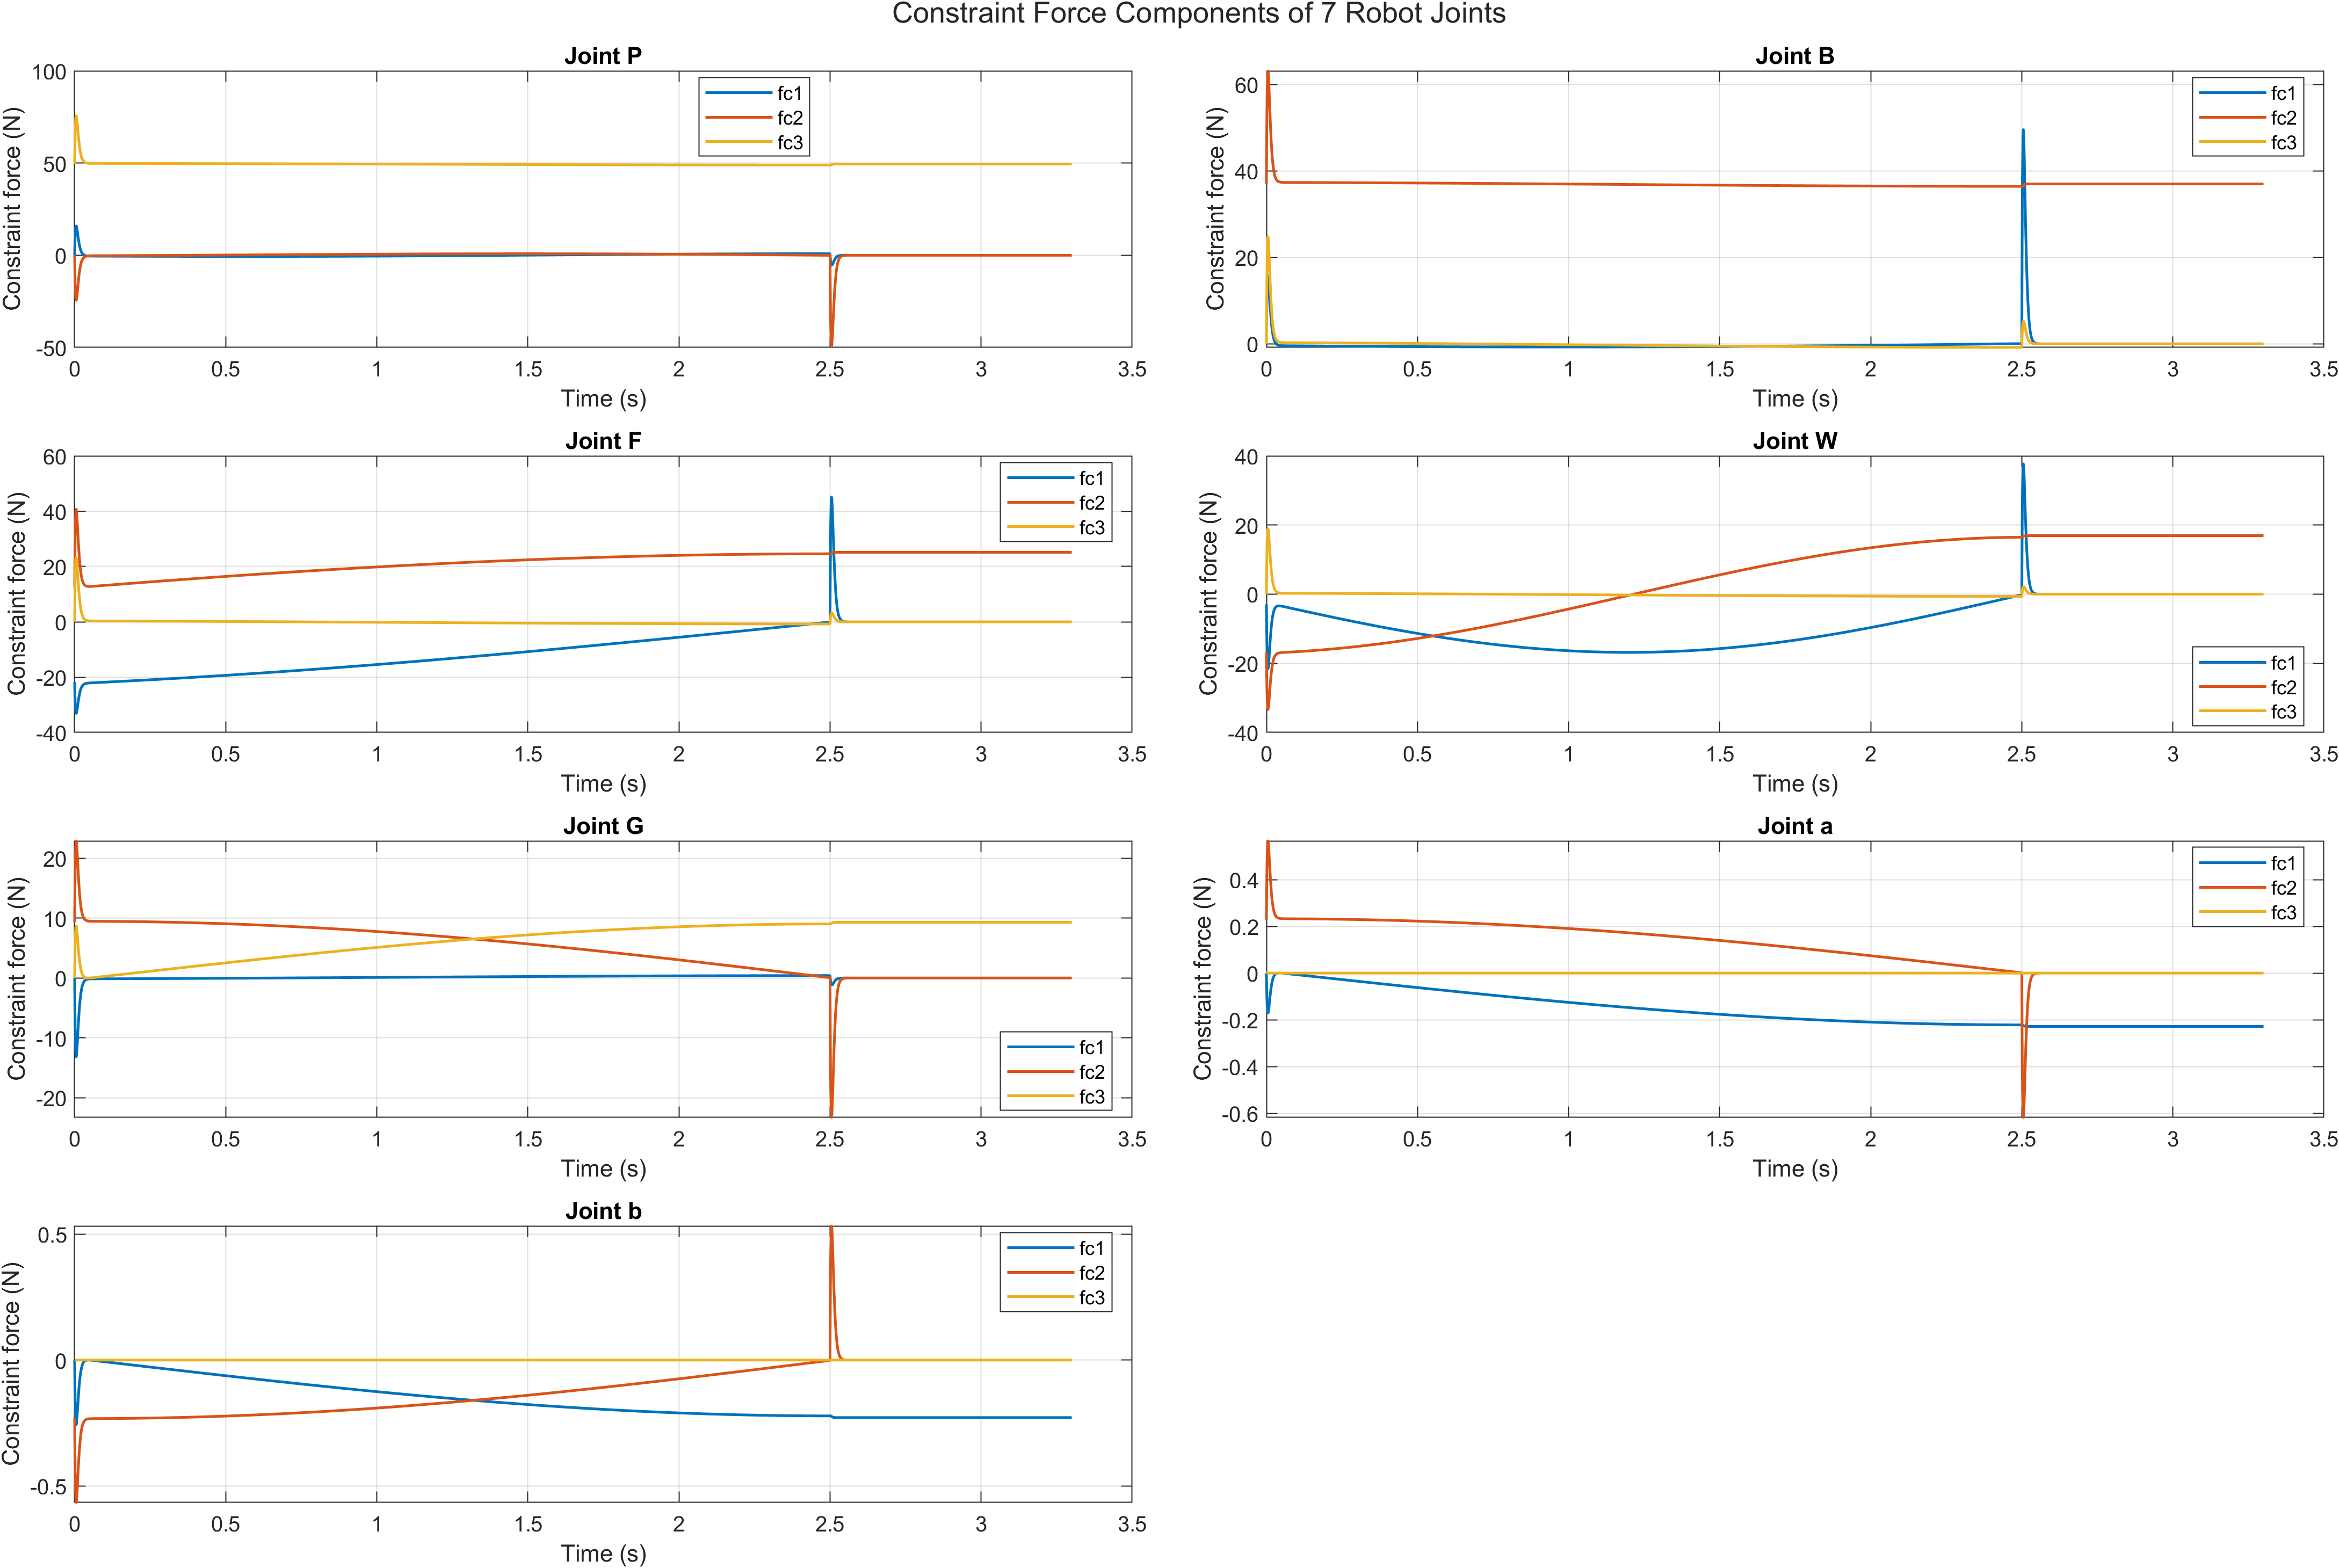 Constraint Force Components of 7 Robot Joints
Joint P
Constraint force (N)
100
50
0
-50
fc1
fc2
fc3
0 0.5 1 1.5 2 2.5 3 3.5
Time (s)
Joint B
Constraint force (N)
60
40
20
0
fc1
fc2
fc3
0 0.5 1 1.5 2 2.5 3 3.5
Time (s)
Joint F
Constraint force (N)
60
40
20
0
-20
-40
fc1
fc2
fc3
0 0.5 1 1.5 2 2.5 3 3.5
Time (s)
Joint W
Constraint force (N)
40
20
0
-20
-40
fc1
fc2
fc3
0 0.5 1 1.5 2 2.5 3 3.5
Time (s)
Joint G
Constraint force (N)
20
10
0
-10
-20
fc1
fc2
fc3
0 0.5 1 1.5 2 2.5 3 3.5
Time (s)
Joint a
Constraint force (N)
0.4
0.2
0
-0.2
-0.4
-0.6
fc1
fc2
fc3
0 0.5 1 1.5 2 2.5 3 3.5
Time (s)
Joint b
Constraint force (N)
0.5
0
-0.5
fc1
fc2
fc3
0 0.5 1 1.5 2 2.5 3 3.5
Time (s)